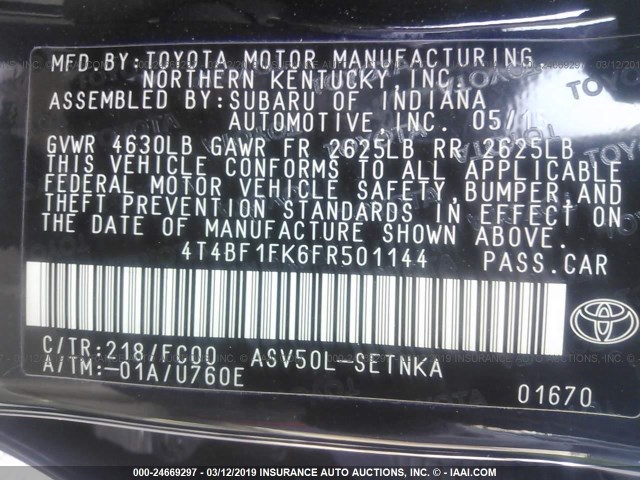 MFD BY: TOYOTA MOTOR MANUFACTURING
NORTHERN KENTUCKY, INC.
ASSEMBLED BY: SUBARU OF INDIANA
AUTOMOTIVE INC. 05/1
GVWR 4630LB GAWR FR 2625LB RR 2625LB
THIS VEHICLE CONFORMS TO ALL APPLICABLE
FEDERAL MOTOR VEHICLE SAFETY, BUMPER, AND
THEFT PREVENTION STANDARDS IN EFFECT ON
THE DATE OF MANUFACTURE SHOWN ABOVE.
4T4BF1FK6FR501144 PASS.CAR
C/TR:218/FC00 ASV50L-SETNKA
A/TM:-01A/U760E
01670
TOYOTA
000-24669297 - 03/12/2019 INSURANCE AUTO AUCTIONS, INC. - © IAAI.COM